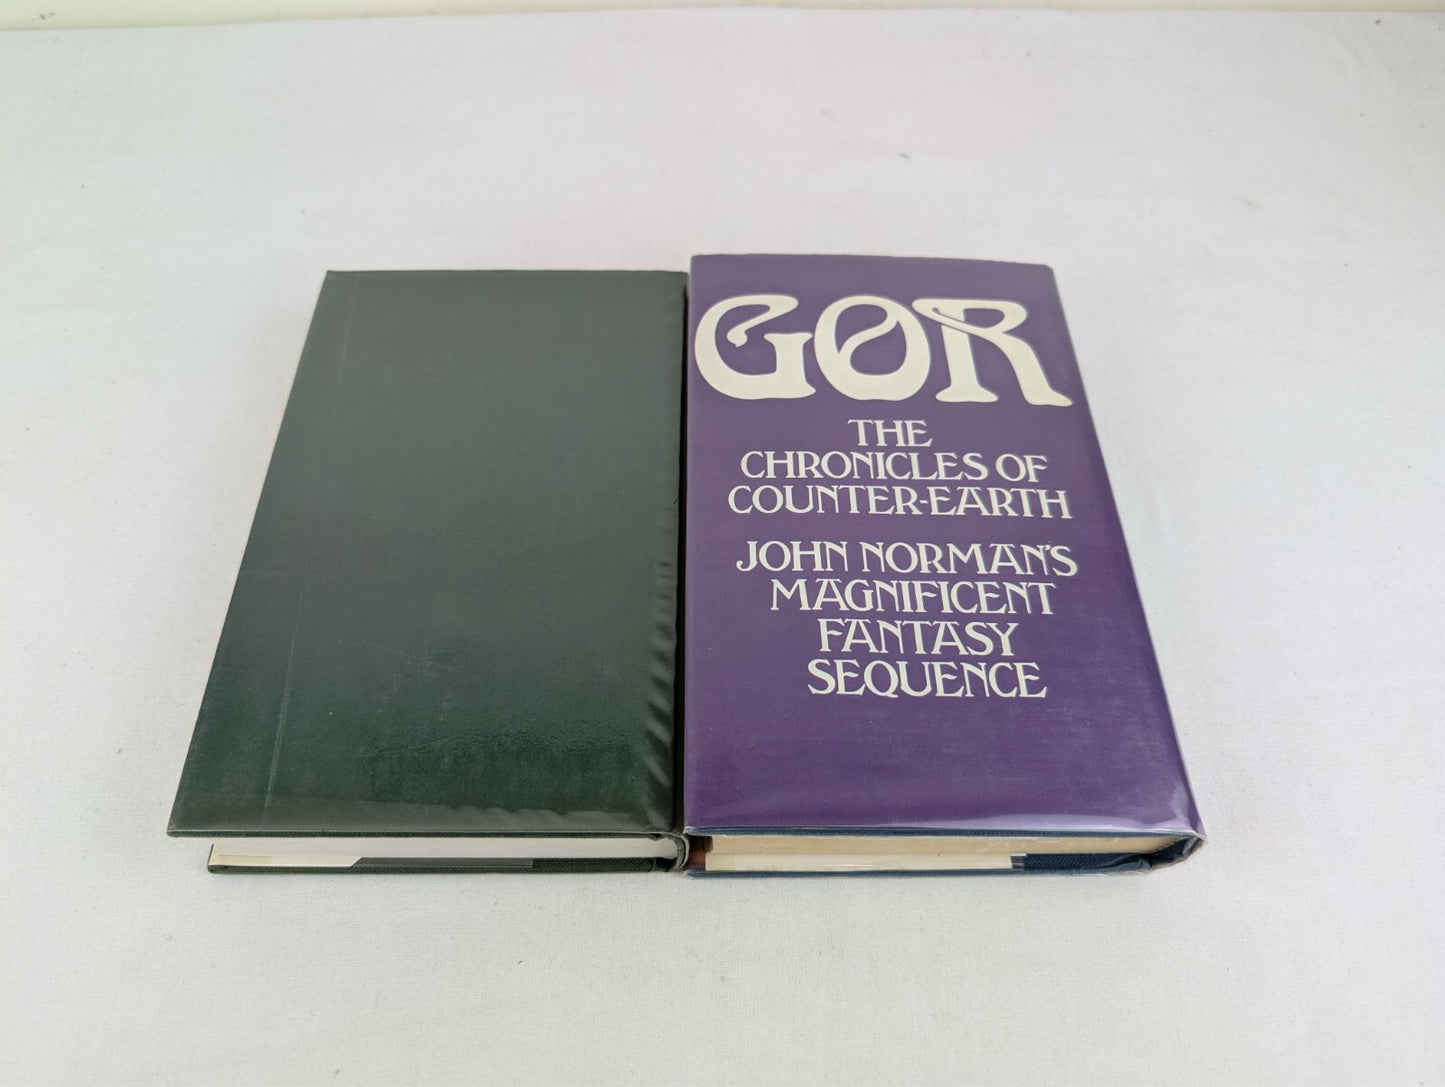 GOR
THE
CHRONICLES OF
COUNTER-EARTH
JOHN NORMAN'S
MAGNIFICENT
FANTASY
SEQUENCE